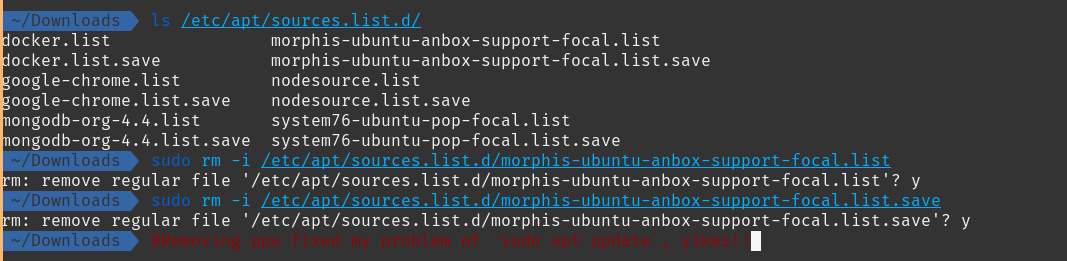 ~/Downloads ls /etc/apt/sources.list.d/
docker.list morphis-ubuntu-anbox-support-focal.list
docker.list.save morphis-ubuntu-anbox-support-focal.list.save
google-chrome.list nodesource.list
google-chrome.list.save nodesource.list.save
mongodb-org-4.4.list system76-ubuntu-pop-focal.list
mongodb-org-4.4.list.save system76-ubuntu-pop-focal.list.save
~/Downloads sudo rm -i /etc/apt/sources.list.d/morphis-ubuntu-anbox-support-focal.list
rm: remove regular file '/etc/apt/sources.list.d/morphis-ubuntu-anbox-support-focal.list'? y
~/Downloads sudo rm -i /etc/apt/sources.list.d/morphis-ubuntu-anbox-support-focal.list.save
rm: remove regular file '/etc/apt/sources.list.d/morphis-ubuntu-anbox-support-focal.list.save'? y
~/Downloads #Removing ppa fixed my problem of `sudo apt update`, yikes!!